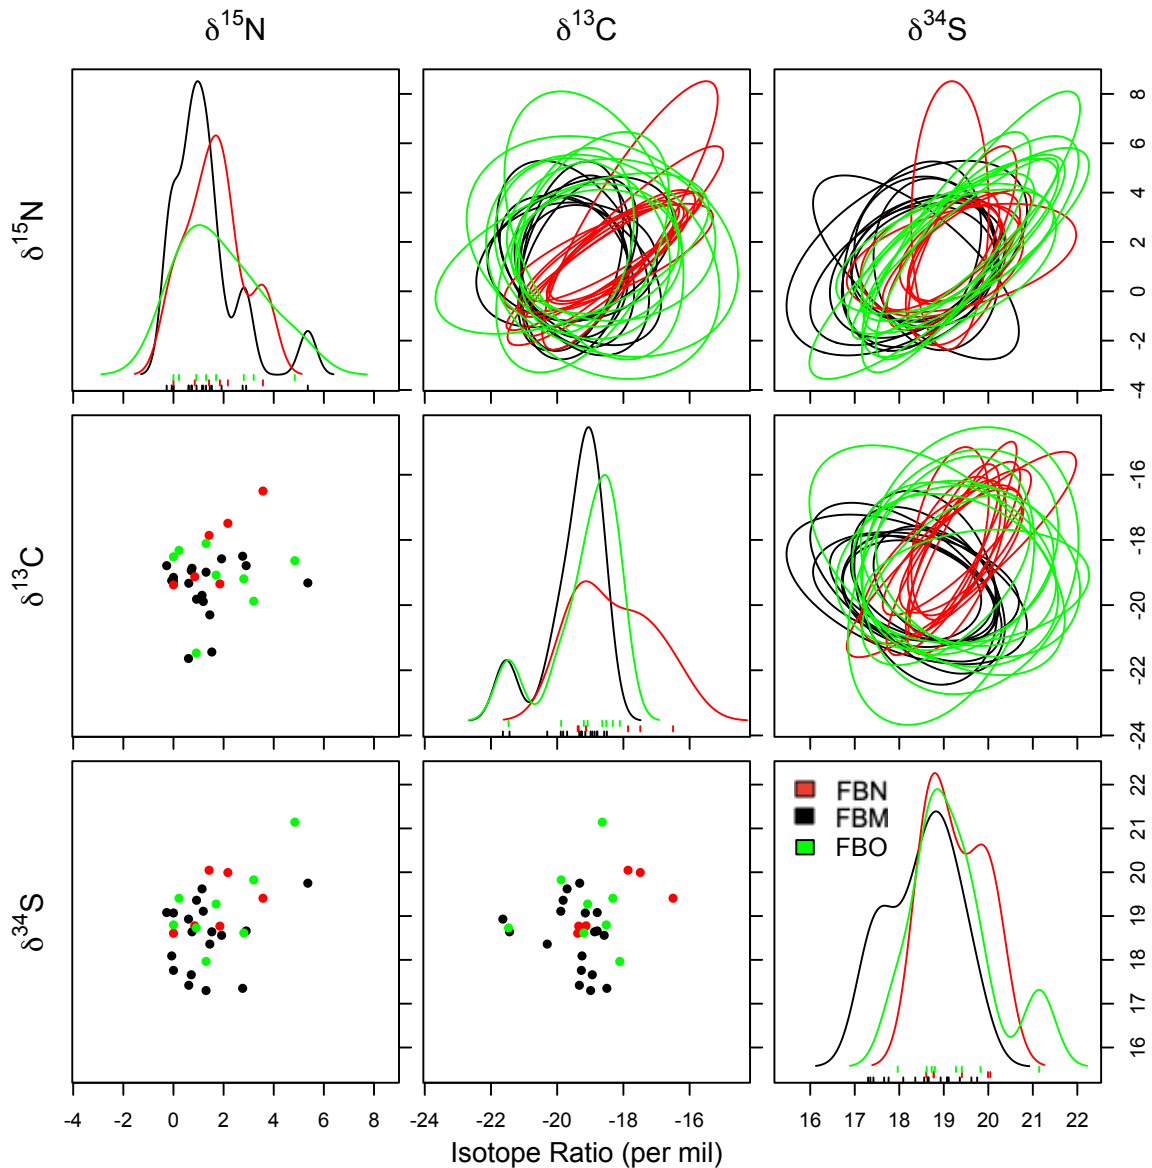 δ¹⁵N δ¹³C δ³⁴S
δ¹⁵N
8
6
4
2
0
-2
-4
δ¹³C
-16
-18
-20
-22
-24
δ³⁴S
FBN
FBM
FBO
22
21
20
19
18
17
16
-4 -2 0 2 4 6 8 -24 -22 -20 -18 -16 16 17 18 19 20 21 22
Isotope Ratio (per mil)